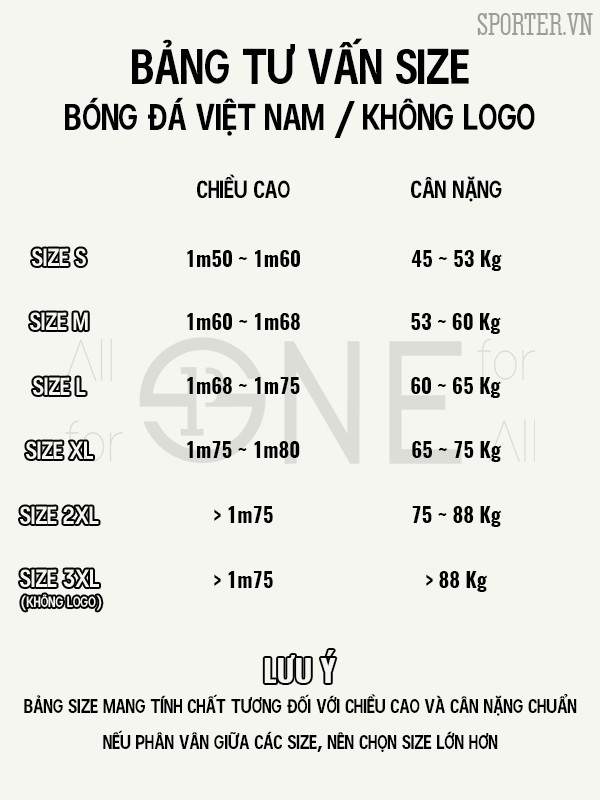 SPORTER.VN
BẢNG TƯ VẤN SIZE
BÓNG ĐÁ VIỆT NAM / KHÔNG LOGO
CHIỀU CAO CÂN NẶNG
SIZE S 1m50 ~ 1m60 45 ~ 53 Kg
SIZE M 1m60 ~ 1m68 53 ~ 60 Kg
All ONE for
SIZE L 1m68 ~ 1m75 60 ~ 65 Kg
for All
SIZE XL 1m75 ~ 1m80 65 ~ 75 Kg
SIZE 2XL > 1m75 75 ~ 88 Kg
SIZE 3XL > 1m75 > 88 Kg
(KHÔNG LOGO)
LƯU Ý
BẢNG SIZE MANG TÍNH CHẤT TƯƠNG ĐỐI VỚI CHIỀU CAO VÀ CÂN NẶNG CHUẨN
NẾU PHÂN VÂN GIỮA CÁC SIZE, NÊN CHỌN SIZE LỚN HƠN